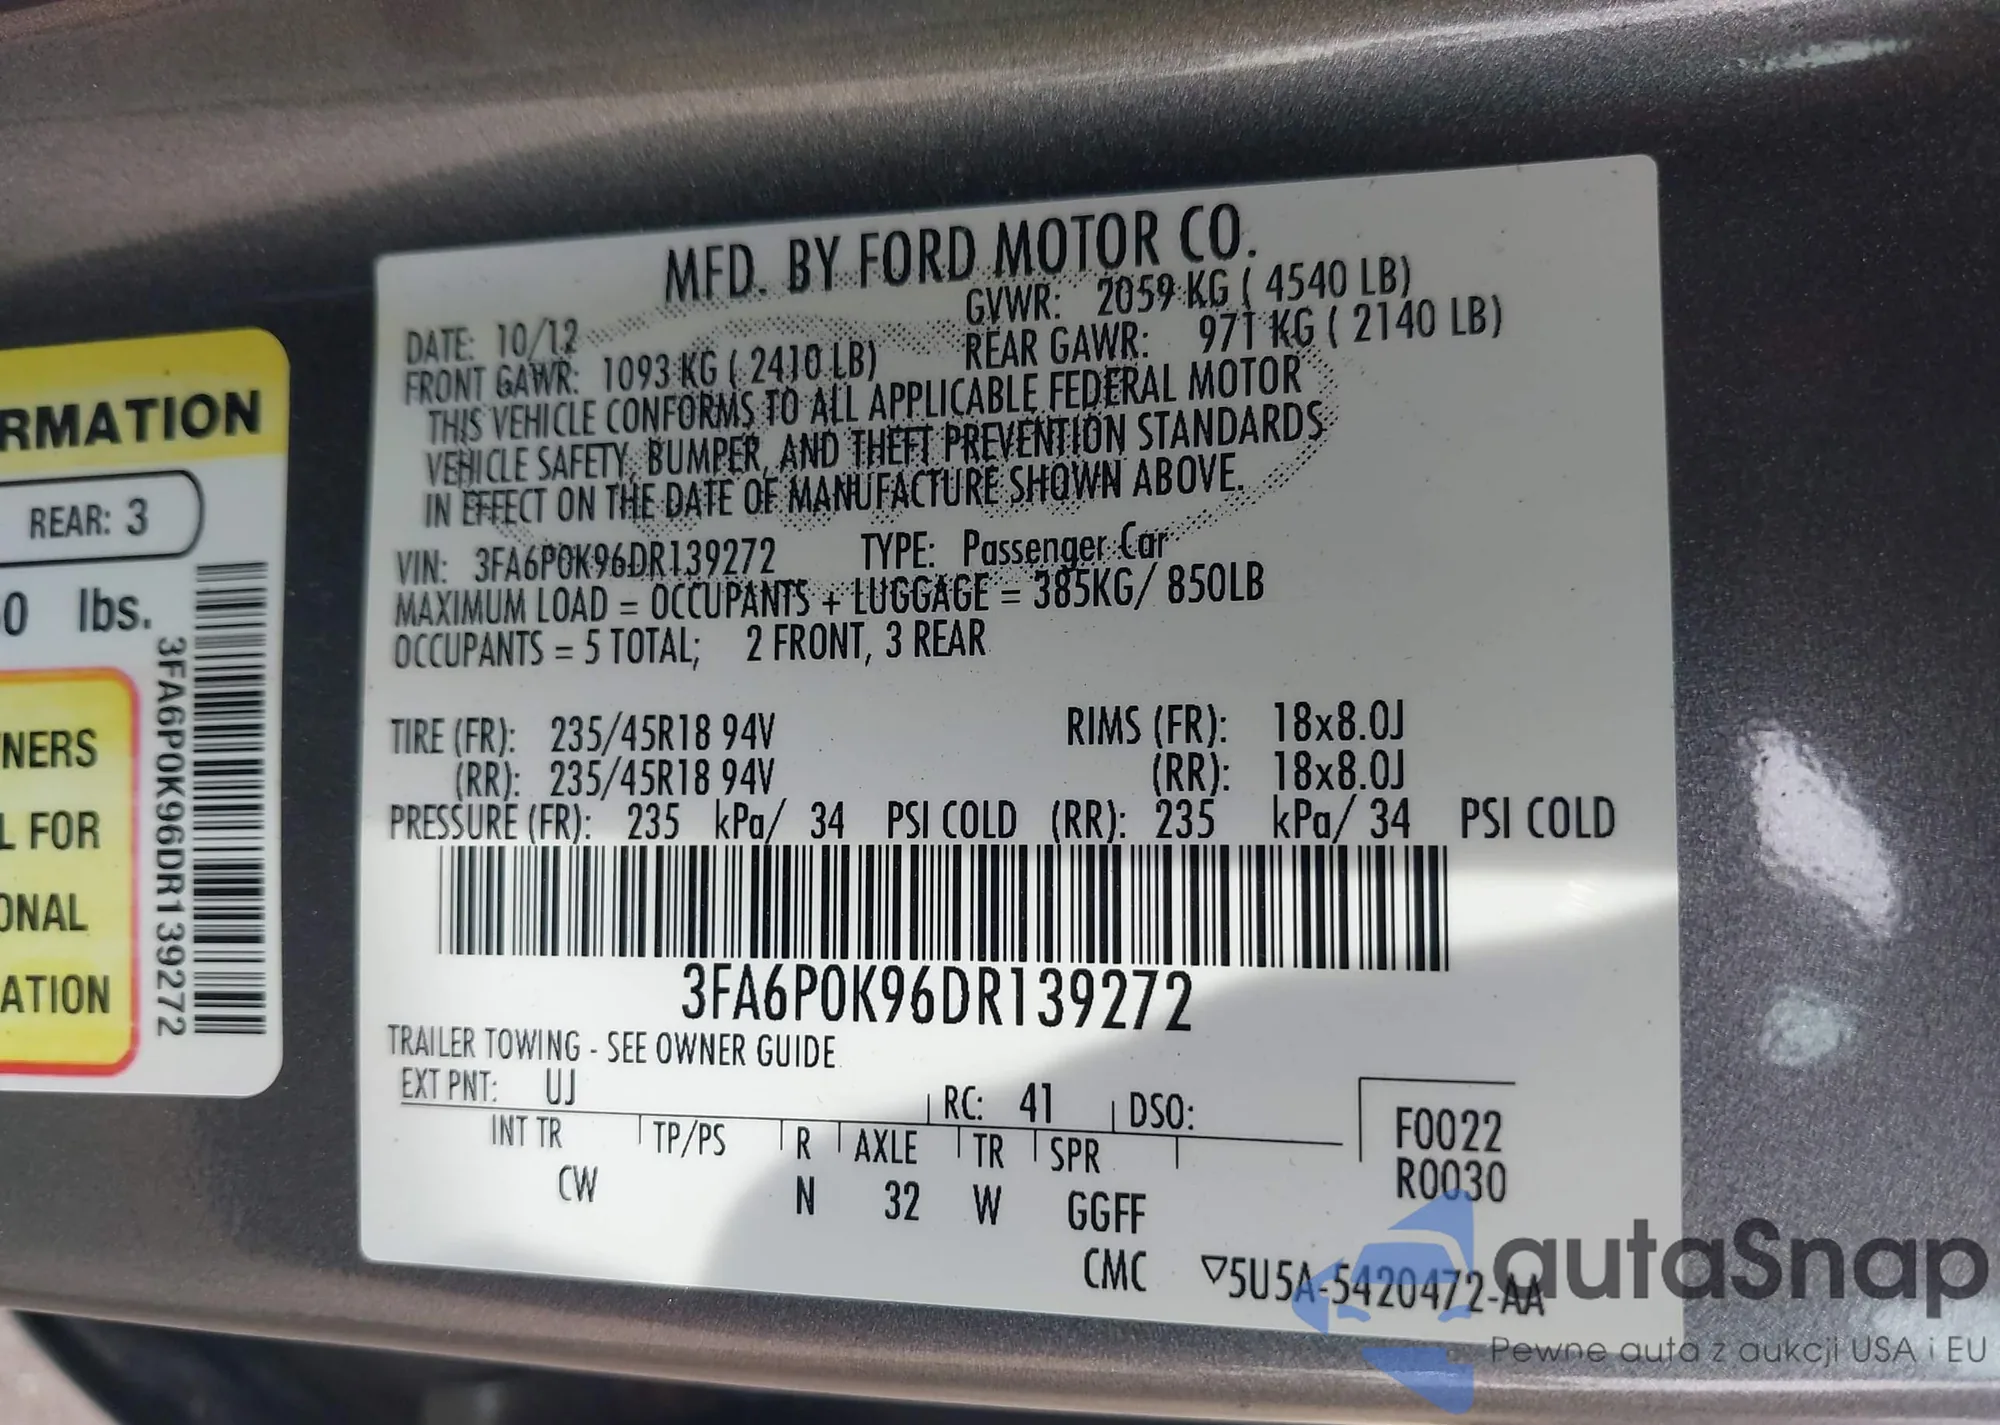 RMATION
REAR: 3
0 lbs.
NERS
L FOR
ONAL
ATION
3FA6P0K96DR139272
MFD. BY FORD MOTOR CO.
DATE: 10/12 GVWR: 2059 KG ( 4540 LB)
FRONT GAWR: 1093 KG ( 2410 LB) REAR GAWR: 971 KG ( 2140 LB)
THIS VEHICLE CONFORMS TO ALL APPLICABLE FEDERAL MOTOR
VEHICLE SAFETY, BUMPER, AND THEFT PREVENTION STANDARDS
IN EFFECT ON THE DATE OF MANUFACTURE SHOWN ABOVE.
VIN: 3FA6P0K96DR139272 TYPE: Passenger Car
MAXIMUM LOAD = OCCUPANTS + LUGGAGE = 385KG/ 850LB
OCCUPANTS = 5 TOTAL; 2 FRONT, 3 REAR
TIRE (FR): 235/45R18 94V RIMS (FR): 18x8.0J
(RR): 235/45R18 94V (RR): 18x8.0J
PRESSURE (FR): 235 kPa/ 34 PSI COLD (RR): 235 kPa/ 34 PSI COLD
3FA6P0K96DR139272
TRAILER TOWING - SEE OWNER GUIDE
EXT PNT: UJ RC: 41 DSO:
INT TR TP/PS R AXLE TR SPR
CW N 32 W GGFF
F0022
R0030
CMC ▽5U5A-5420472-AA
autaSnap
Pewne auta z aukcji USA i EU